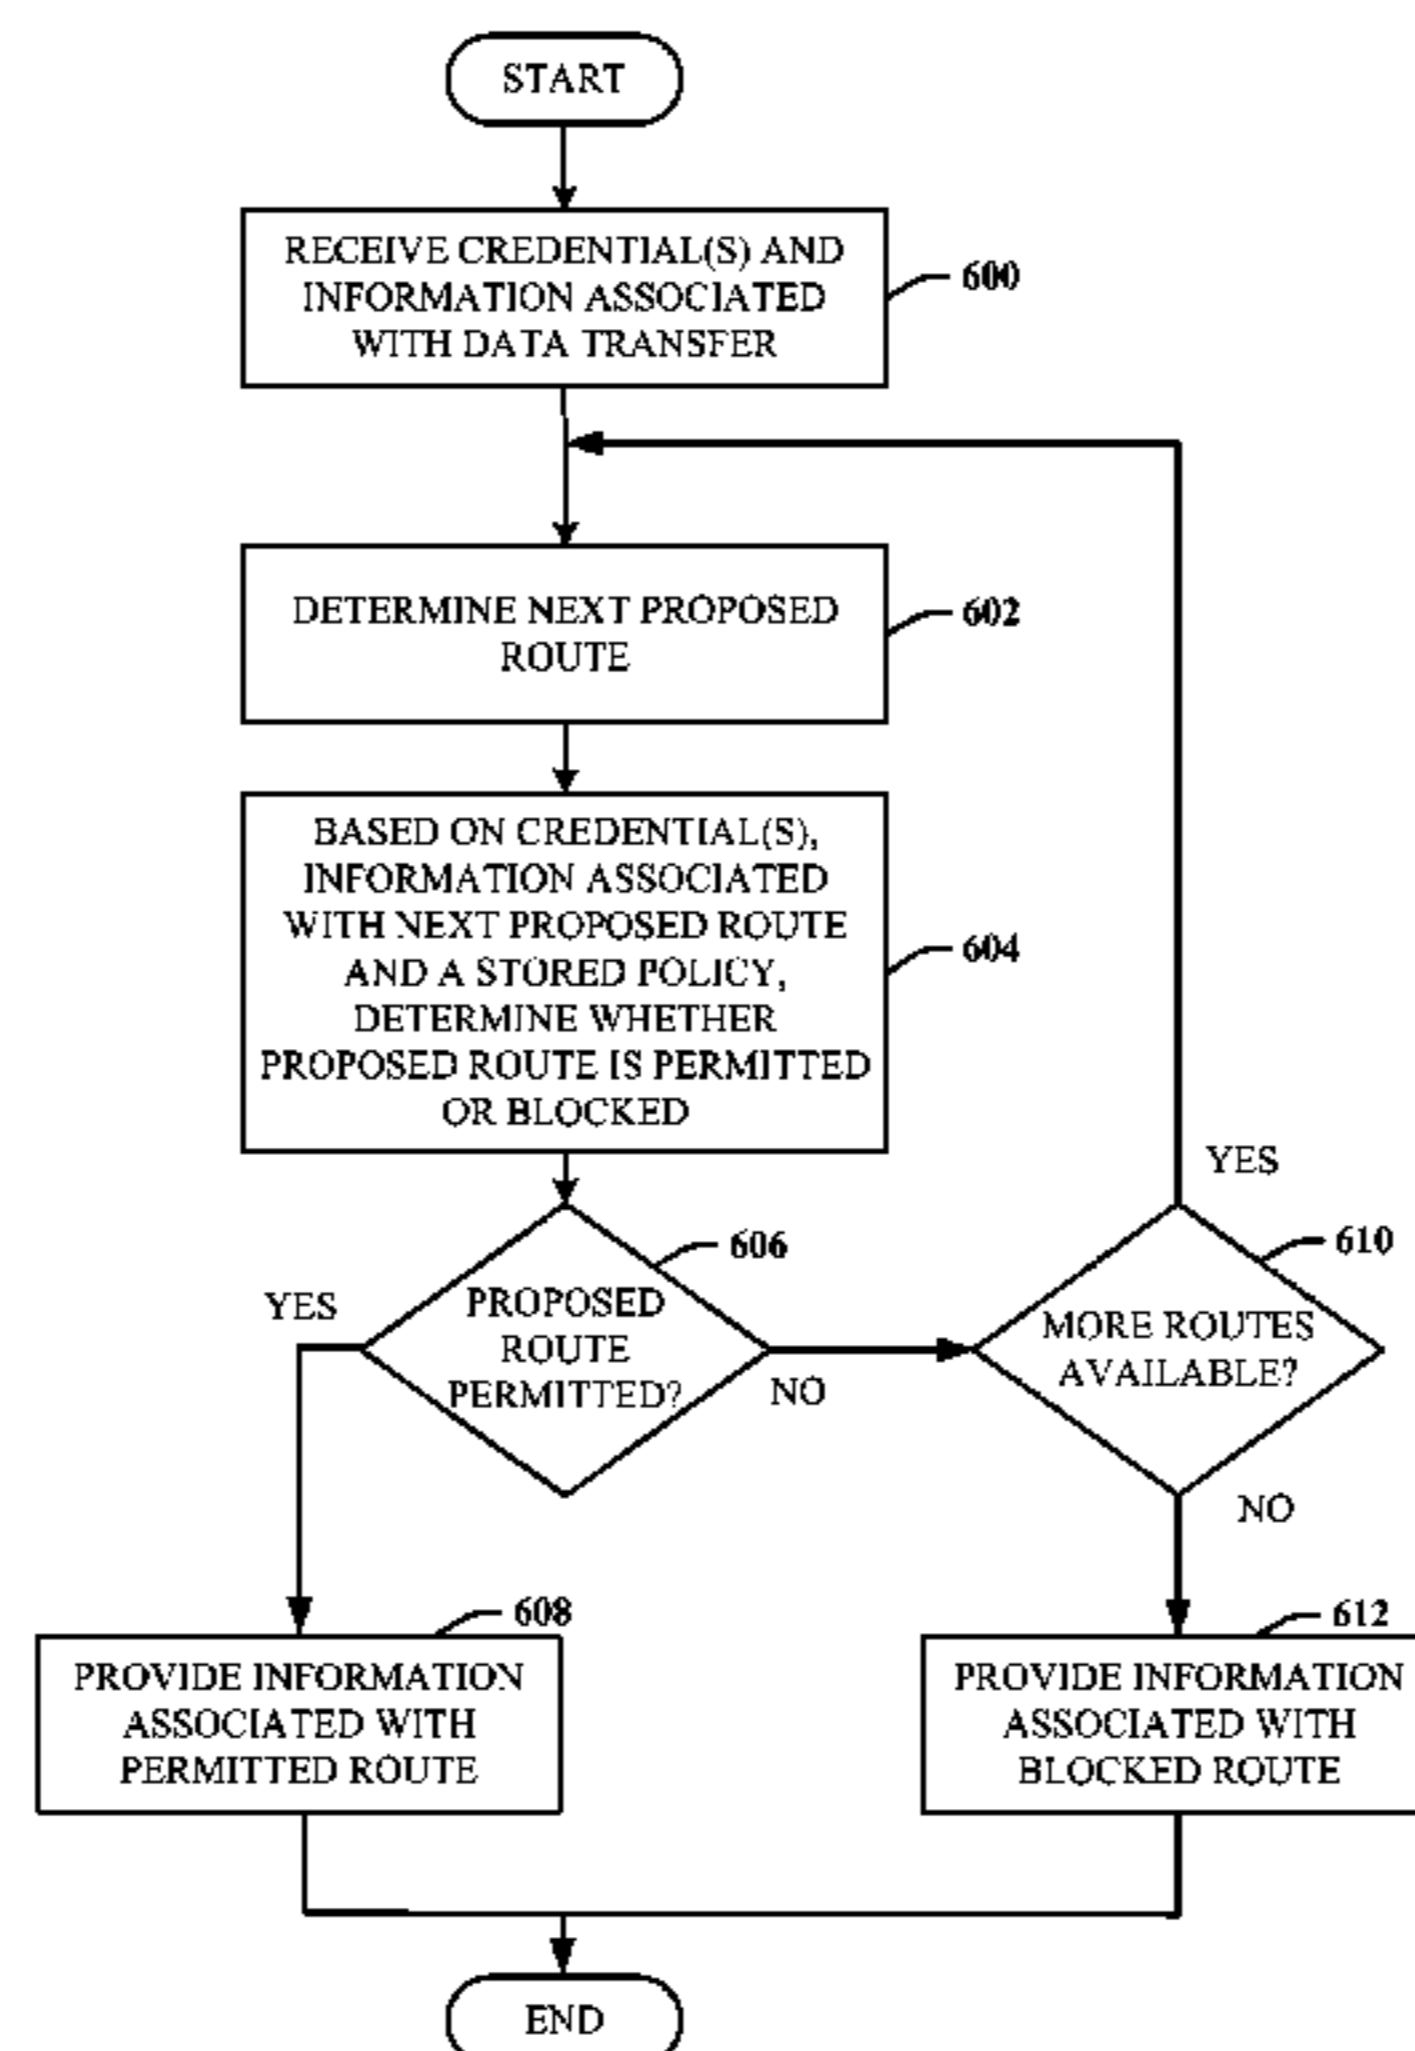 START
RECEIVE CREDENTIAL(S) AND
INFORMATION ASSOCIATED
WITH DATA TRANSFER
600
DETERMINE NEXT PROPOSED
ROUTE
602
BASED ON CREDENTIAL(S),
INFORMATION ASSOCIATED
WITH NEXT PROPOSED ROUTE
AND A STORED POLICY,
DETERMINE WHETHER
PROPOSED ROUTE IS PERMITTED
OR BLOCKED
604
606
PROPOSED
ROUTE
PERMITTED?
YES
NO
610
MORE ROUTES
AVAILABLE?
YES
NO
608
PROVIDE INFORMATION
ASSOCIATED WITH
PERMITTED ROUTE
612
PROVIDE INFORMATION
ASSOCIATED WITH
BLOCKED ROUTE
END